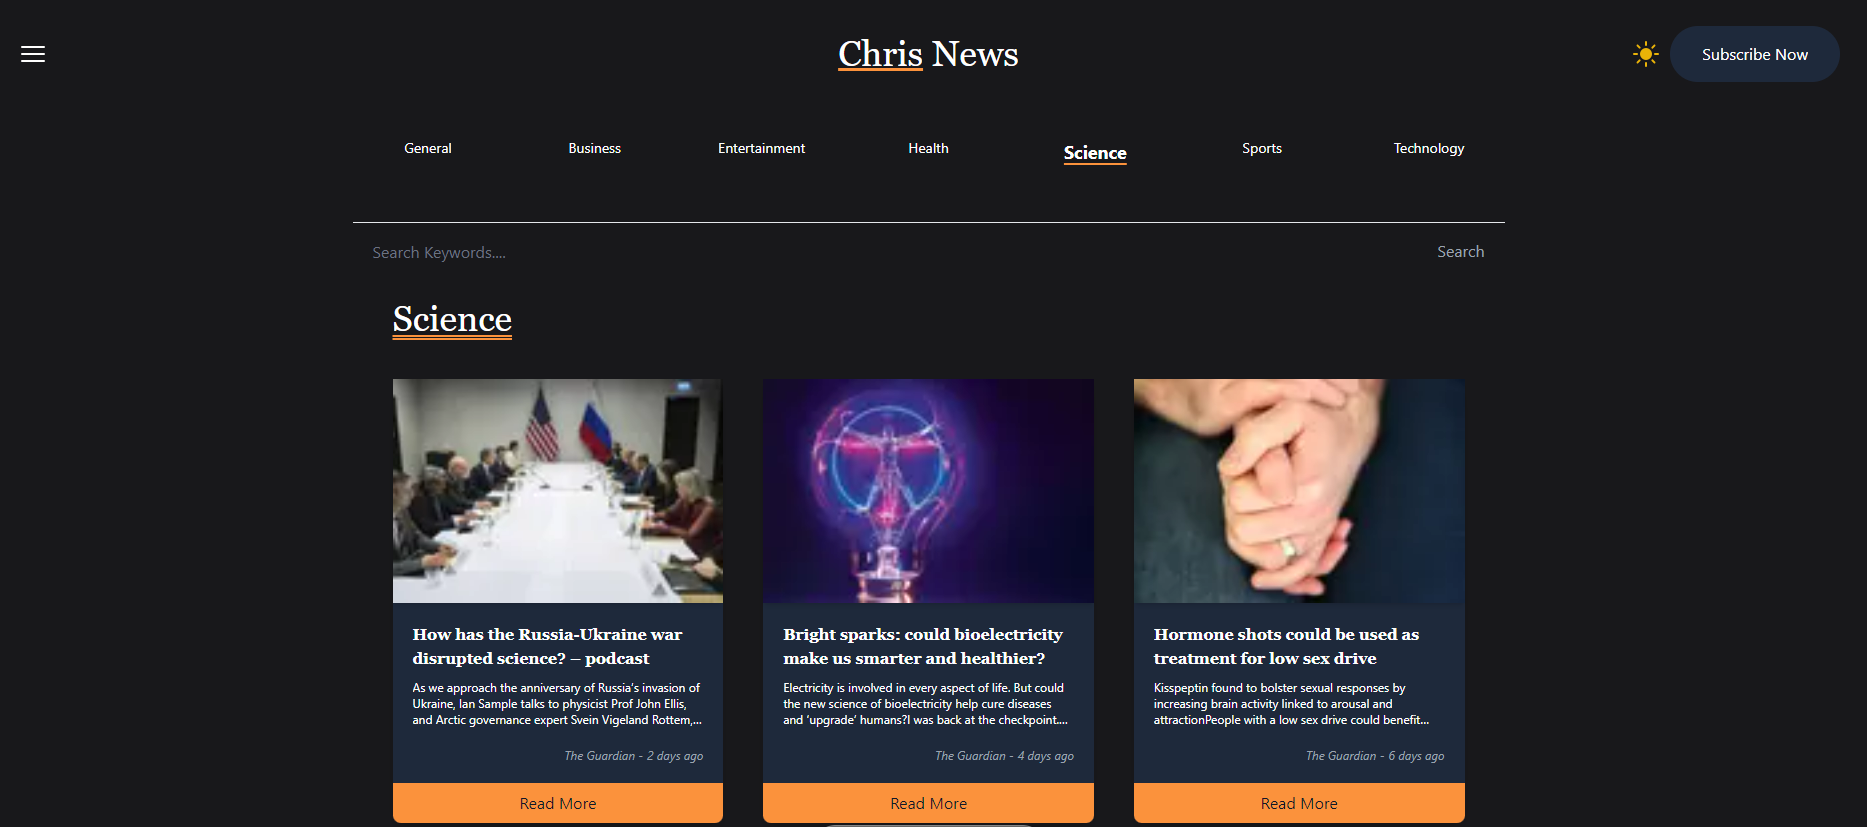 Chris News
Subscribe Now
General
Business
Entertainment
Health
Science
Sports
Technology
Search Keywords....
Search
Science
How has the Russia-Ukraine war
disrupted science? – podcast
As we approach the anniversary of Russia’s invasion of
Ukraine, Ian Sample talks to physicist Prof John Ellis,
and Arctic governance expert Svein Vigeland Rottem,...
The Guardian - 2 days ago
Read More
Bright sparks: could bioelectricity
make us smarter and healthier?
Electricity is involved in every aspect of life. But could
the new science of bioelectricity help cure diseases
and ‘upgrade’ humans?I was back at the checkpoint....
The Guardian - 4 days ago
Read More
Hormone shots could be used as
treatment for low sex drive
Kisspeptin found to bolster sexual responses by
increasing brain activity linked to arousal and
attractionPeople with a low sex drive could benefit...
The Guardian - 6 days ago
Read More